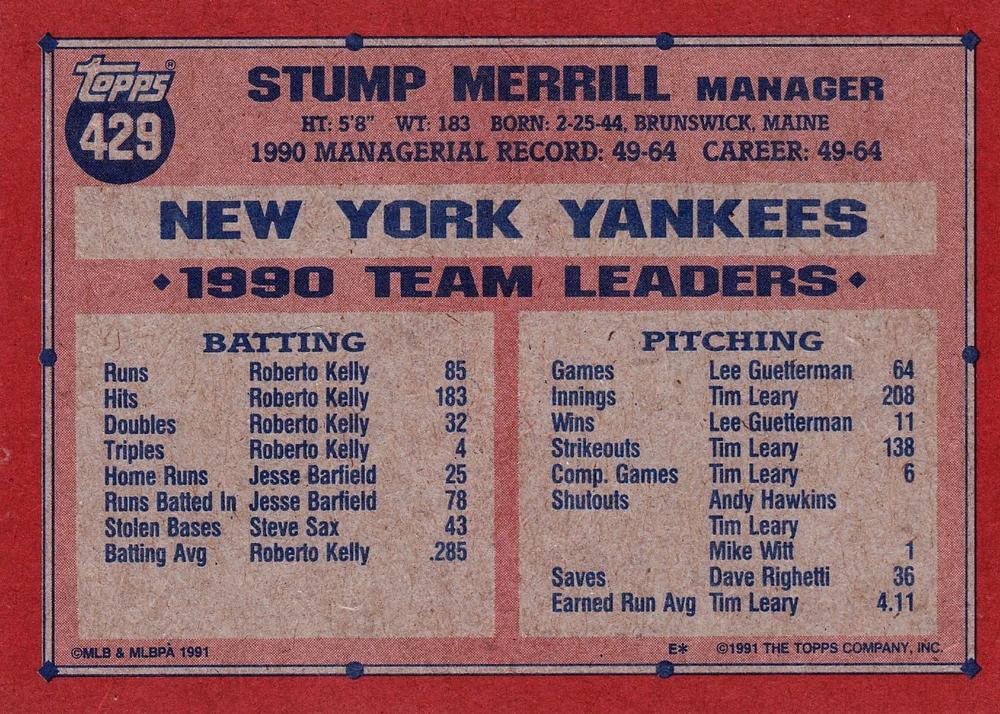 TOPPS®
429
STUMP MERRILL MANAGER
HT: 5'8" WT: 183 BORN: 2-25-44, BRUNSWICK, MAINE
1990 MANAGERIAL RECORD: 49-64 CAREER: 49-64
NEW YORK YANKEES
◆1990 TEAM LEADERS◆
BATTING
Runs Roberto Kelly 85
Hits Roberto Kelly 183
Doubles Roberto Kelly 32
Triples Roberto Kelly 4
Home Runs Jesse Barfield 25
Runs Batted In Jesse Barfield 78
Stolen Bases Steve Sax 43
Batting Avg Roberto Kelly .285
PITCHING
Games Lee Guetterman 64
Innings Tim Leary 208
Wins Lee Guetterman 11
Strikeouts Tim Leary 138
Comp. Games Tim Leary 6
Shutouts Andy Hawkins
Tim Leary
Mike Witt 1
Saves Dave Righetti 36
Earned Run Avg Tim Leary 4.11
©MLB & MLBPA 1991
E* ©1991 THE TOPPS COMPANY, INC.